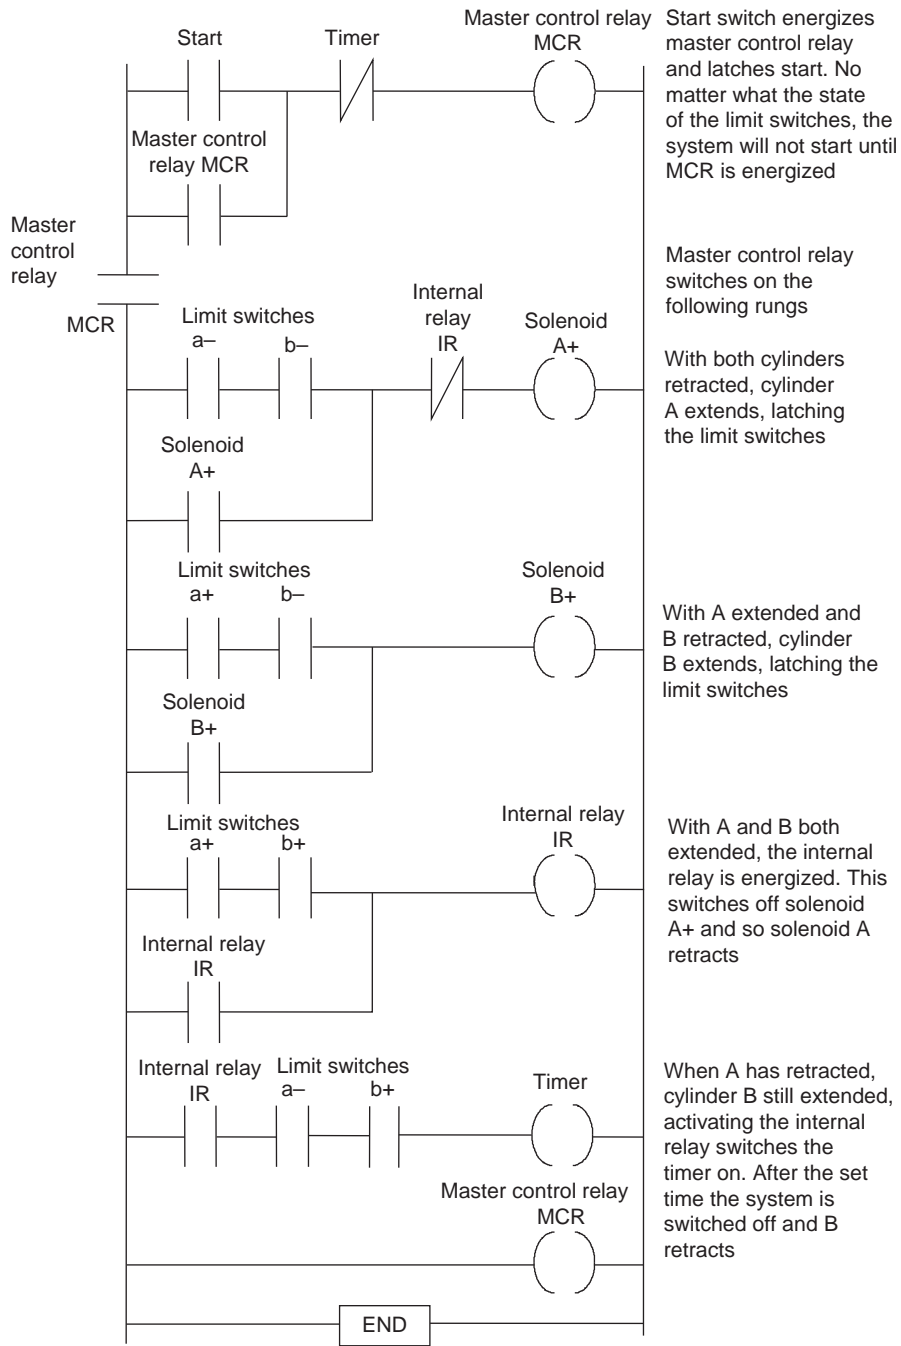 Start
Timer
Master control relay
MCR
Start switch energizes
master control relay
and latches start. No
matter what the state
of the limit switches, the
system will not start until
MCR is energized
Master control
relay MCR
Master
control
relay
MCR
Master control relay
switches on the
following rungs
Limit switches
a– b–
Internal
relay
IR
Solenoid
A+
With both cylinders
retracted, cylinder
A extends, latching
the limit switches
Solenoid
A+
Limit switches
a+ b–
Solenoid
B+
With A extended and
B retracted, cylinder
B extends, latching the
limit switches
Solenoid
B+
Limit switches
a+ b+
Internal relay
IR
With A and B both
extended, the internal
relay is energized. This
switches off solenoid
A+ and so solenoid A
retracts
Internal relay
IR
Internal relay
IR
Limit switches
a– b+
Timer
When A has retracted,
cylinder B still extended,
activating the internal
relay switches the
timer on. After the set
time the system is
switched off and B
retracts
Master control relay
MCR
END